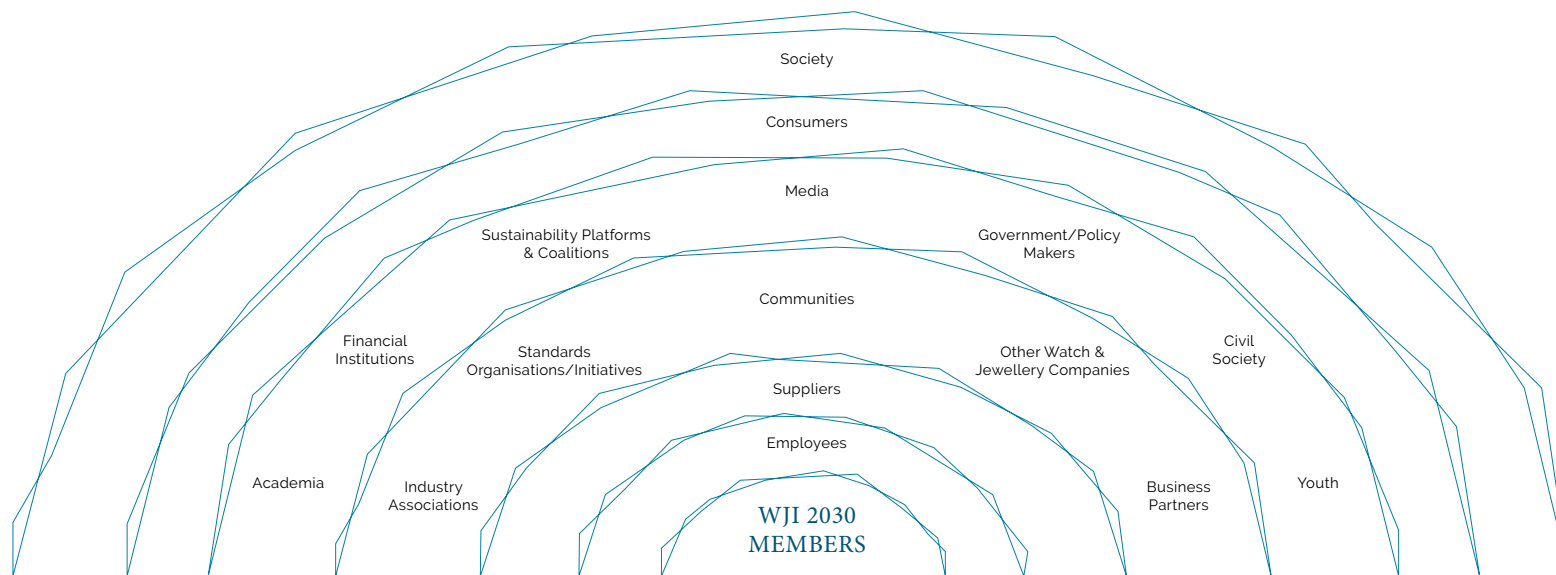 Society
Consumers
Media
Sustainability Platforms
& Coalitions
Government/Policy
Makers
Communities
Financial
Institutions
Standards
Organisations/Initiatives
Other Watch &
Jewellery Companies
Civil
Society
Suppliers
Employees
Academia
Industry
Associations
WJI 2030
MEMBERS
Business
Partners
Youth